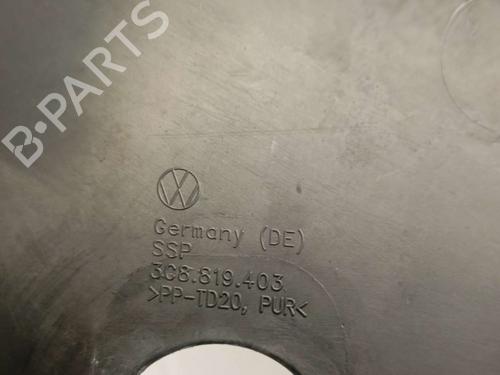 B-PARTS
Germany (DE)
SSP
3C8.819.403
>PP-TD20, PUR<